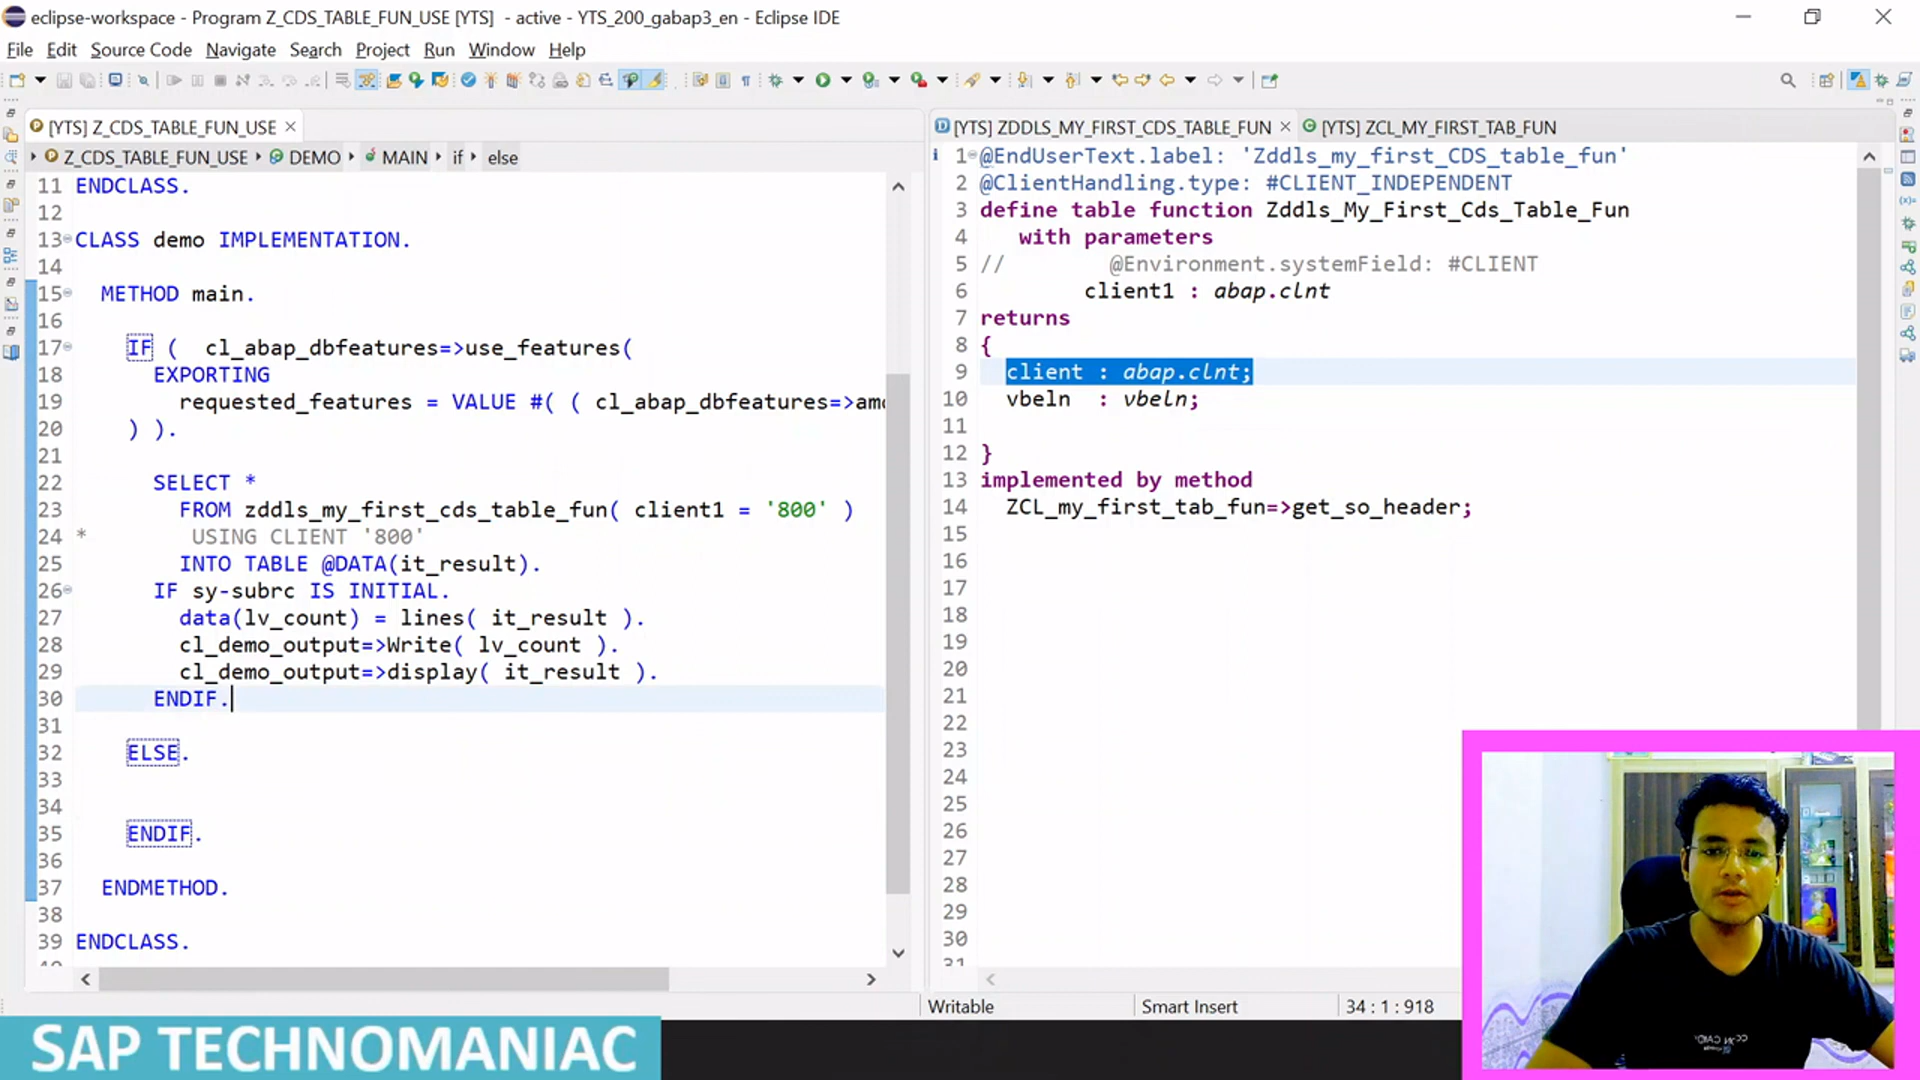 eclipse-workspace - Program Z_CDS_TABLE_FUN_USE [YTS]  - active - YTS_200_gabap3_en - Eclipse IDE
File Edit Source Code Navigate Search Project Run Window Help
[YTS] Z_CDS_TABLE_FUN_USE
Z_CDS_TABLE_FUN_USE DEMO MAIN if else
11 ENDCLASS.
12
13 CLASS demo IMPLEMENTATION.
14
15 METHOD main.
16
17 IF (  cl_abap_dbfeatures=>use_features(
18 EXPORTING
19 requested_features = VALUE #( ( cl_abap_dbfeatures=>amd
20 ) ).
21
22 SELECT *
23 FROM zddls_my_first_cds_table_fun( client1 = '800' )
24 * USING CLIENT '800'
25 INTO TABLE @DATA(it_result).
26 IF sy-subrc IS INITIAL.
27 data(lv_count) = lines( it_result ).
28 cl_demo_output=>Write( lv_count ).
29 cl_demo_output=>display( it_result ).
30 ENDIF.
31
32 ELSE.
33
34
35 ENDIF.
36
37 ENDMETHOD.
38
39 ENDCLASS.
[YTS] ZDDLS_MY_FIRST_CDS_TABLE_FUN [YTS] ZCL_MY_FIRST_TAB_FUN
1 @EndUserText.label: 'Zddls_my_first_CDS_table_fun'
2 @ClientHandling.type: #CLIENT_INDEPENDENT
3 define table function Zddls_My_First_Cds_Table_Fun
4 with parameters
5 // @Environment.systemField: #CLIENT
6 client1 : abap.clnt
7 returns
8 {
9 client : abap.clnt;
10 vbeln  : vbeln;
11
12 }
13 implemented by method
14 ZCL_my_first_tab_fun=>get_so_header;
15
16
17
18
19
20
21
22
23
24
25
26
27
28
29
30
31
Writable Smart Insert 34 : 1 : 918
SAP TECHNOMANIAC